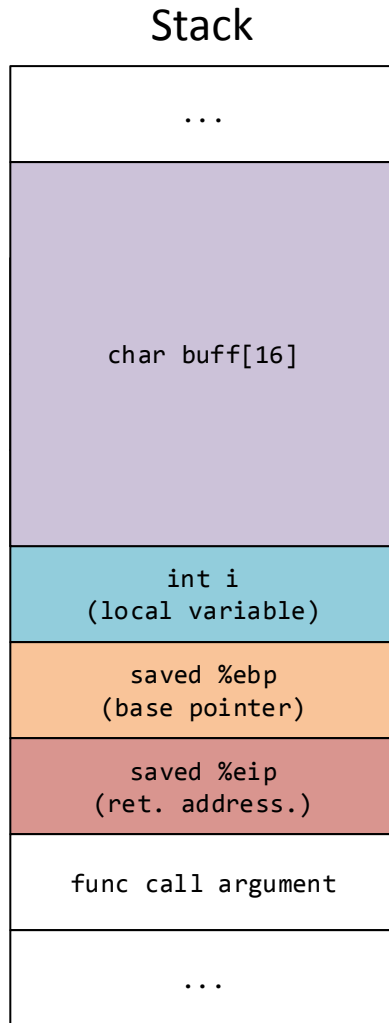 Stack
...
char buff[16]
int i
(local variable)
saved %ebp
(base pointer)
saved %eip
(ret. address.)
func call argument
...